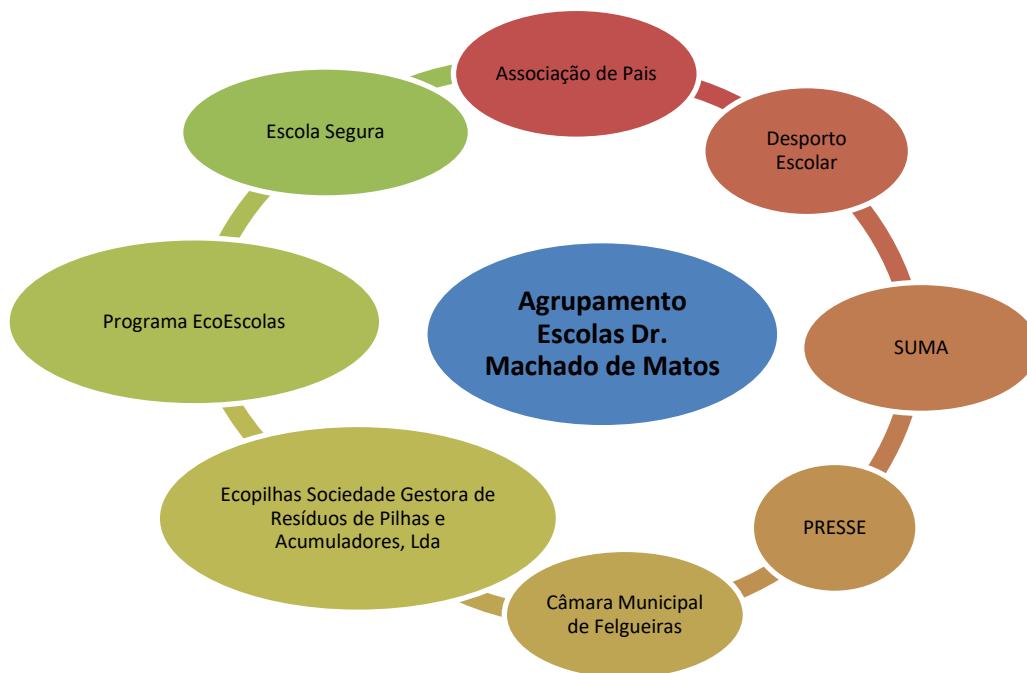 Associação de Pais
Desporto
Escolar
SUMA
PRESSE
Câmara Municipal
de Felgueiras
Ecopilhas Sociedade Gestora de
Resíduos de Pilhas e
Acumuladores, Lda
Programa EcoEscolas
Escola Segura
Agrupamento
Escolas Dr.
Machado de Matos